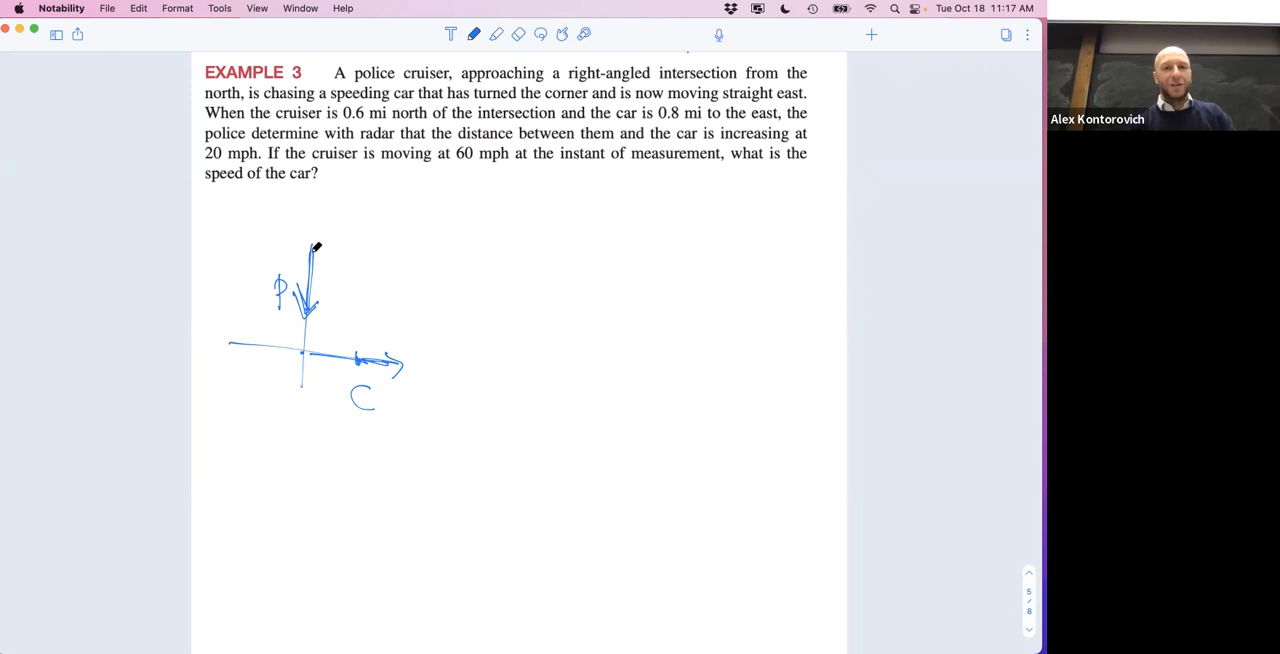 Notability File Edit Format Tools View Window Help Tue Oct 18 11:17 AM
EXAMPLE 3 A police cruiser, approaching a right-angled intersection from the
north, is chasing a speeding car that has turned the corner and is now moving straight east.
When the cruiser is 0.6 mi north of the intersection and the car is 0.8 mi to the east, the
police determine with radar that the distance between them and the car is increasing at
20 mph. If the cruiser is moving at 60 mph at the instant of measurement, what is the
speed of the car?
Alex Kontorovich
P
C
5
/
8